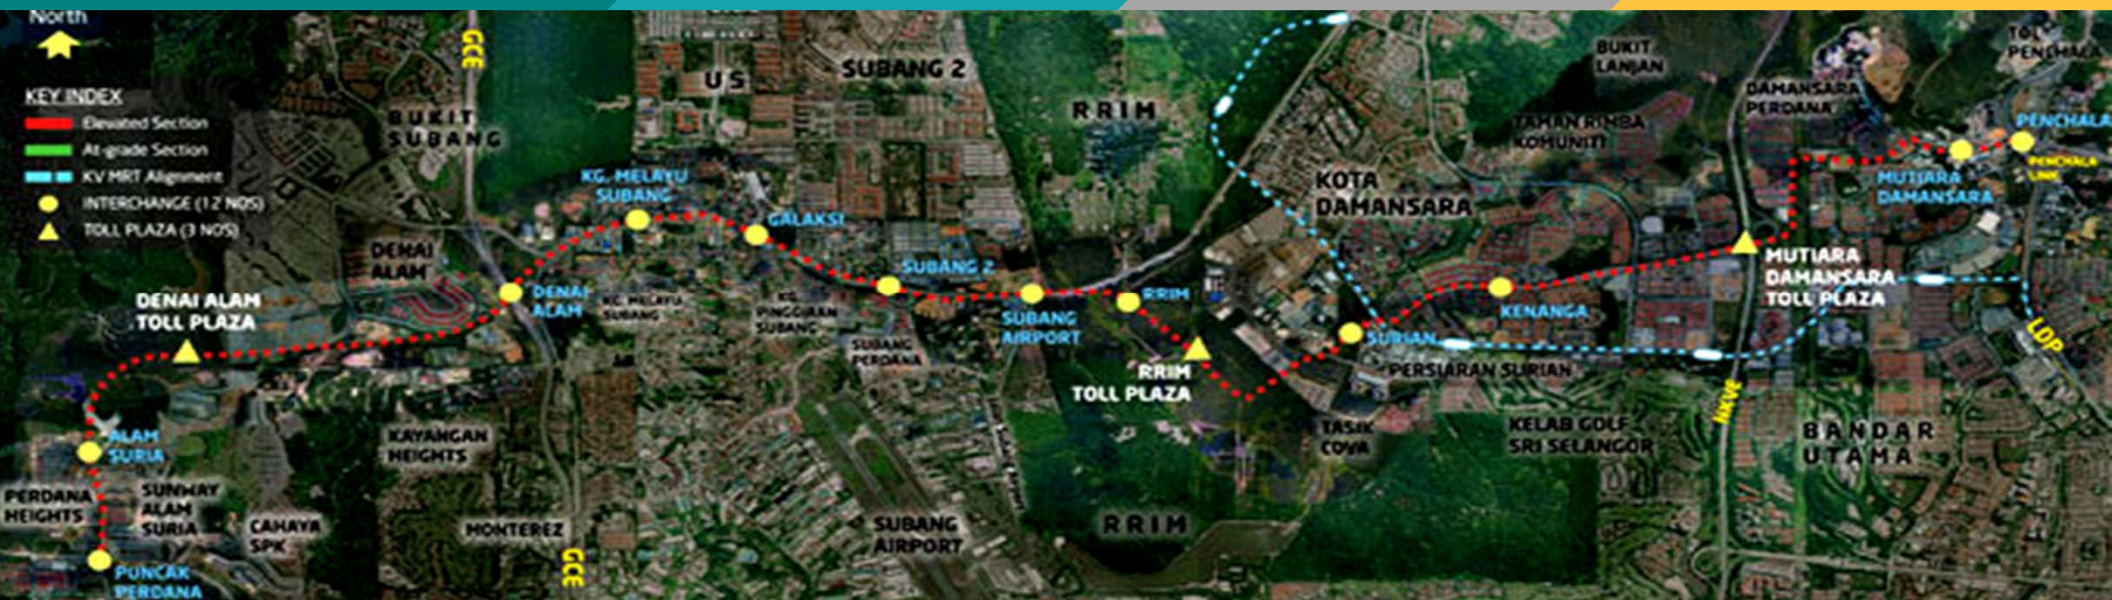 North
KEY INDEX
Elevated Section
At-grade Section
KV MRT Alignment
INTERCHANGE (12 NOS)
TOLL PLAZA (3 NOS)
GCE
BUKIT
SUBANG
U5
SUBANG 2
RRIM
BUKIT
LANJAN
DAMANSARA
PERDANA
PENCHALA
TAMAN RIMBA
KOMUNITI
KOTA
DAMANSARA
PENCHALA
PENCHALA
LINK
MUTIARA
DAMANSARA
KG. MELAYU
SUBANG
GALAKSI
DENAI
ALAM
SUBANG 2
DENAI
ALAM
KG. MELAYU
SUBANG
KG.
PINGGIRAN
SUBANG
SUBANG
AIRPORT
RRIM
KENANGA
MUTIARA
DAMANSARA
TOLL PLAZA
DENAI ALAM
TOLL PLAZA
SUBANG
PERDANA
SURIAN
LDP
PERSIARAN SURIAN
RRIM
TOLL PLAZA
NKVE
ALAM
SURIA
KAYANGAN
HEIGHTS
TASIK
COVA
KELAB GOLF
SRI SELANGOR
BANDAR
UTAMA
PERDANA
HEIGHTS
SUNWAY
ALAM
SURIA
CAHAYA
SPK
MONTEREZ
SUBANG
AIRPORT
RRIM
GCE
PUNCAK
PERDANA